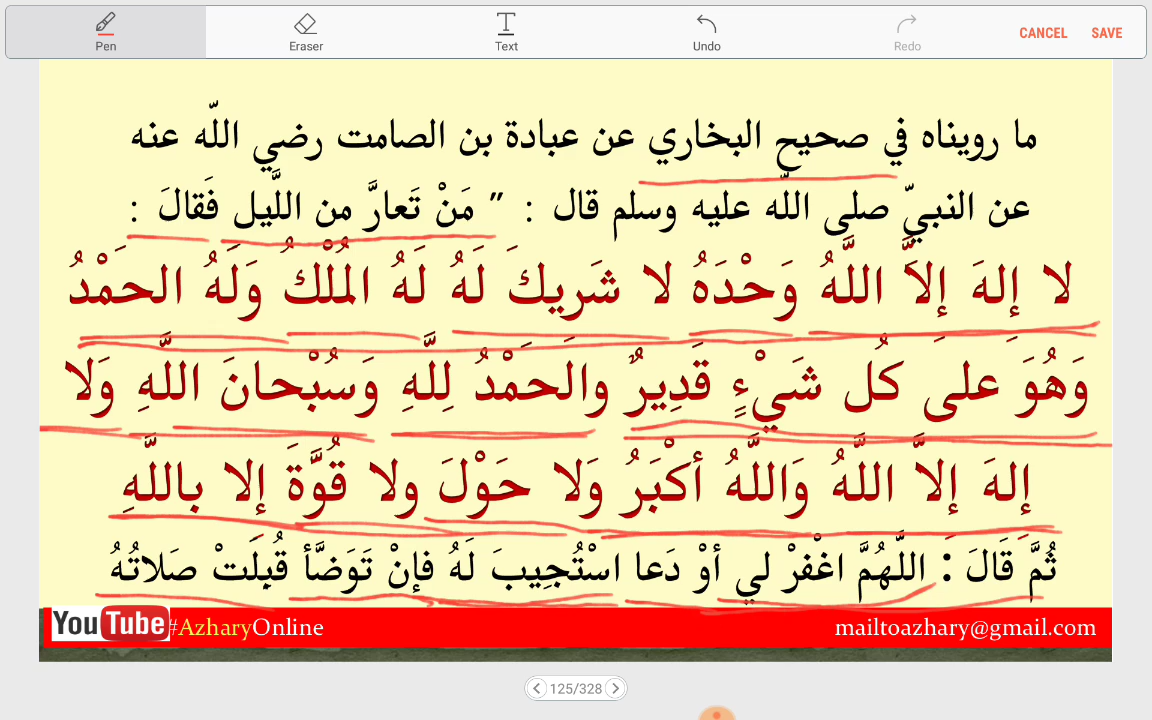 Pen
Eraser
Text
Undo
Redo
CANCEL
SAVE
ما رويناه في صحيح البخاري عن عبادة بن الصامت رضي اللّه عنه
عن النبيّ صلى اللّه عليه وسلم قال : ” مَنْ تَعارَّ من اللَّيل فَقالَ :
لا إلهَ إلاَّ اللَّهُ وَحْدَهُ لا شَريكَ لَهُ لَهُ المُلْكُ وَلَهُ الحَمْدُ
وَهُوَ على كُل شَيْءٍ قَدِيرٌ والحَمْدُ لِلَّهِ وَسُبْحانَ اللَّهِ وَلا
إلهَ إلاَّ اللَّهُ وَاللَّهُ أكْبَرُ وَلا حَوْلَ ولا قُوَّةَ إلا باللَّهِ
ثُمَّ قَالَ : اللَّهُمَّ اغْفرْ لي أوْ دَعا اسْتُجِيبَ لَهُ فإنْ تَوَضَّأ قُبِلَتْ صَلاتُهُ
YouTube #AzharyOnline
mailtoazhary@gmail.com
125/328